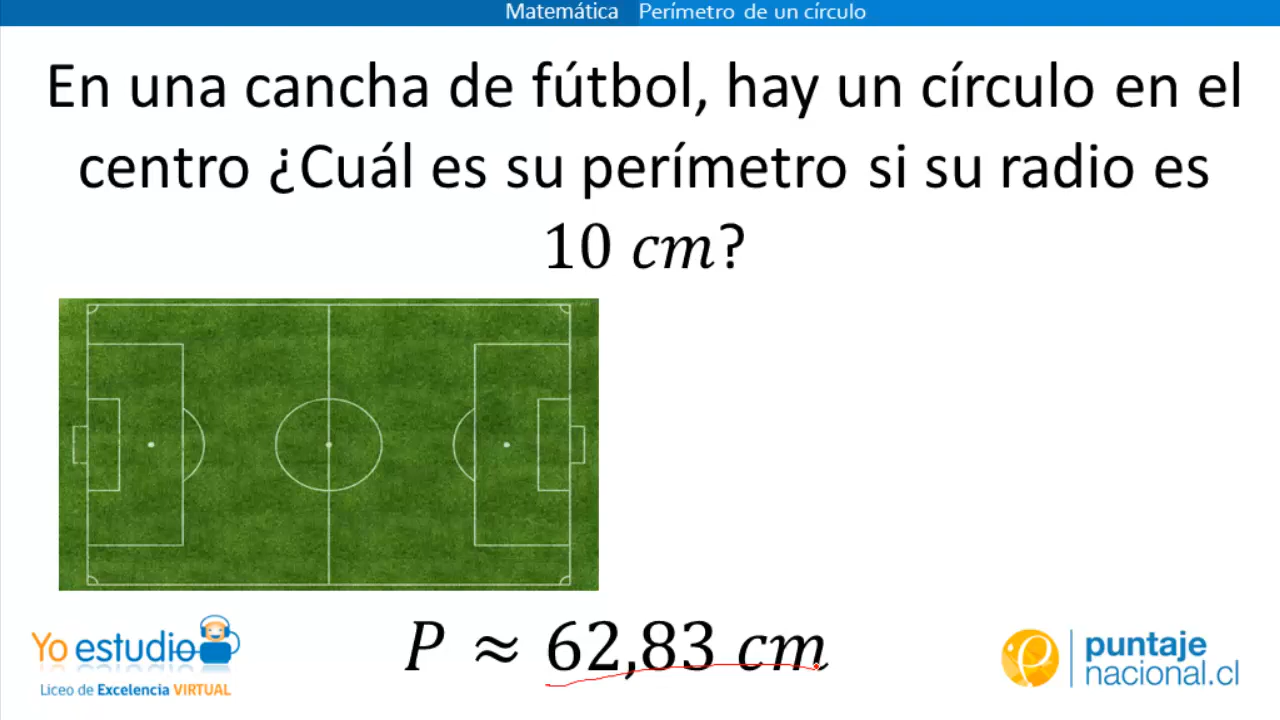 Matemática Perímetro de un círculo
En una cancha de fútbol, hay un círculo en el
centro ¿Cuál es su perímetro si su radio es
10 cm?
P ≈ 62,83 cm
Yo estudio
Liceo de Excelencia VIRTUAL
puntaje
nacional.cl